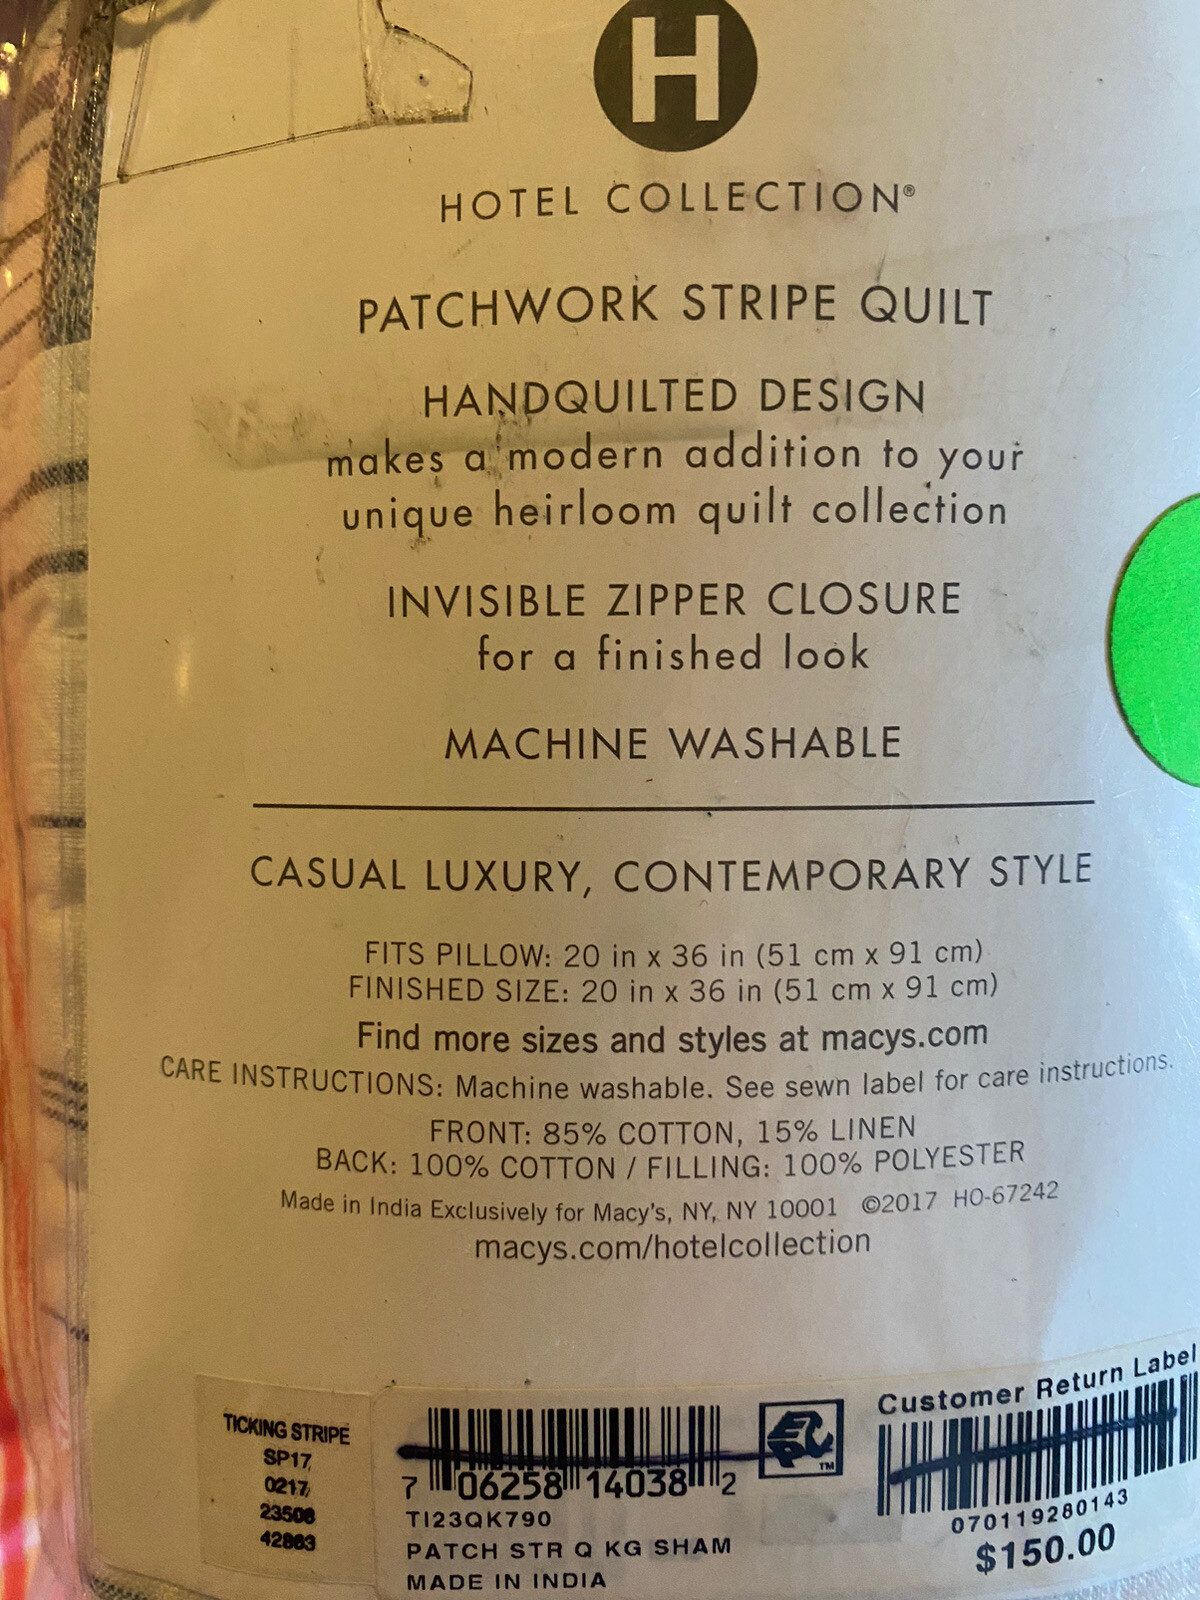 H
HOTEL COLLECTION®
PATCHWORK STRIPE QUILT
HANDQUILTED DESIGN
makes a modern addition to your
unique heirloom quilt collection
INVISIBLE ZIPPER CLOSURE
for a finished look
MACHINE WASHABLE
CASUAL LUXURY, CONTEMPORARY STYLE
FITS PILLOW: 20 in x 36 in (51 cm x 91 cm)
FINISHED SIZE: 20 in x 36 in (51 cm x 91 cm)
Find more sizes and styles at macys.com
CARE INSTRUCTIONS: Machine washable. See sewn label for care instructions.
FRONT: 85% COTTON, 15% LINEN
BACK: 100% COTTON / FILLING: 100% POLYESTER
Made in India Exclusively for Macy's, NY, NY 10001 ©2017 HO-67242
macys.com/hotelcollection
TICKING STRIPE
SP17
0217
23508
42863
7 06258 14038 2
TI23QK790
PATCH STR Q KG SHAM
MADE IN INDIA
TM
Customer Return Label
070119280143
$150.00